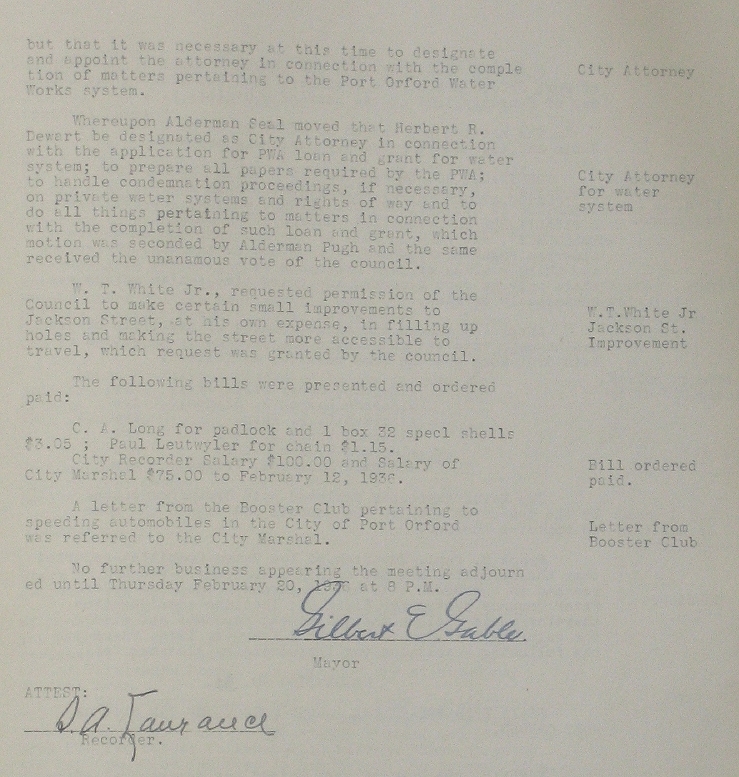 but that it was necessary at this time to designate
and appoint the attorney in connection with the comple
tion of matters pertaining to the Port Orford Water
Works system.
City Attorney
Whereupon Alderman Seal moved that Herbert R.
Dewart be designated as City Attorney in connection
with the application for PWA loan and grant for water
system; to prepare all papers required by the PWA;
to handle condemnation proceedings, if necessary,
on private water systems and rights of way and to
do all things pertaining to matters in connection
with the completion of such loan and grant, which
motion was seconded by Alderman Pugh and the same
received the unanamous vote of the council.
City Attorney
for water
system
W. T. White Jr., requested permission of the
Council to make certain small improvements to
Jackson Street, at his own expense, in filling up
holes and making the street more accessible to
travel, which request was granted by the council.
W.T.White Jr
Jackson St.
Improvement
The following bills were presented and ordered
paid:
C. A. Long for padlock and 1 box 32 specl shells
$3.05 ; Paul Leutwyler for chain $1.15.
City Recorder Salary $100.00 and Salary of
City Marshal $75.00 to February 12, 1936.
Bill ordered
paid.
A letter from the Booster Club pertaining to
speeding automobiles in the City of Port Orford
was referred to the City Marshal.
Letter from
Booster Club
No further business appearing the meeting adjourn
ed until Thursday February 20, 1936 at 8 P.M.
Gilbert E Gable
Mayor
ATTEST:
D.A. Laurance
Recorder.